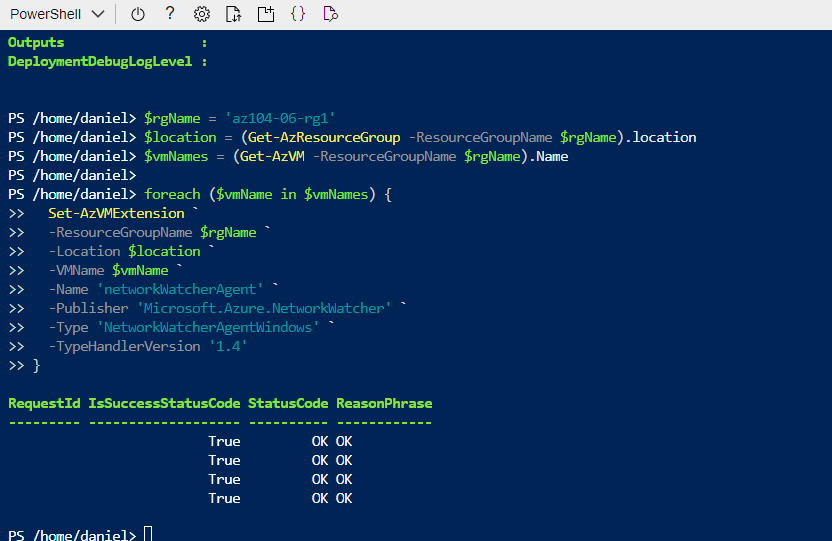 PowerShell
Outputs                 :
DeploymentDebugLogLevel :
PS /home/daniel> $rgName = 'az104-06-rg1'
PS /home/daniel> $location = (Get-AzResourceGroup -ResourceGroupName $rgName).location
PS /home/daniel> $vmNames = (Get-AzVM -ResourceGroupName $rgName).Name
PS /home/daniel>
PS /home/daniel> foreach ($vmName in $vmNames) {
>>   Set-AzVMExtension `
>>   -ResourceGroupName $rgName `
>>   -Location $location `
>>   -VMName $vmName `
>>   -Name 'networkWatcherAgent' `
>>   -Publisher 'Microsoft.Azure.NetworkWatcher' `
>>   -Type 'NetworkWatcherAgentWindows' `
>>   -TypeHandlerVersion '1.4'
>> }
RequestId IsSuccessStatusCode StatusCode ReasonPhrase
--------- ------------------- ---------- ------------
                         True         OK OK
                         True         OK OK
                         True         OK OK
                         True         OK OK
PS /home/daniel>